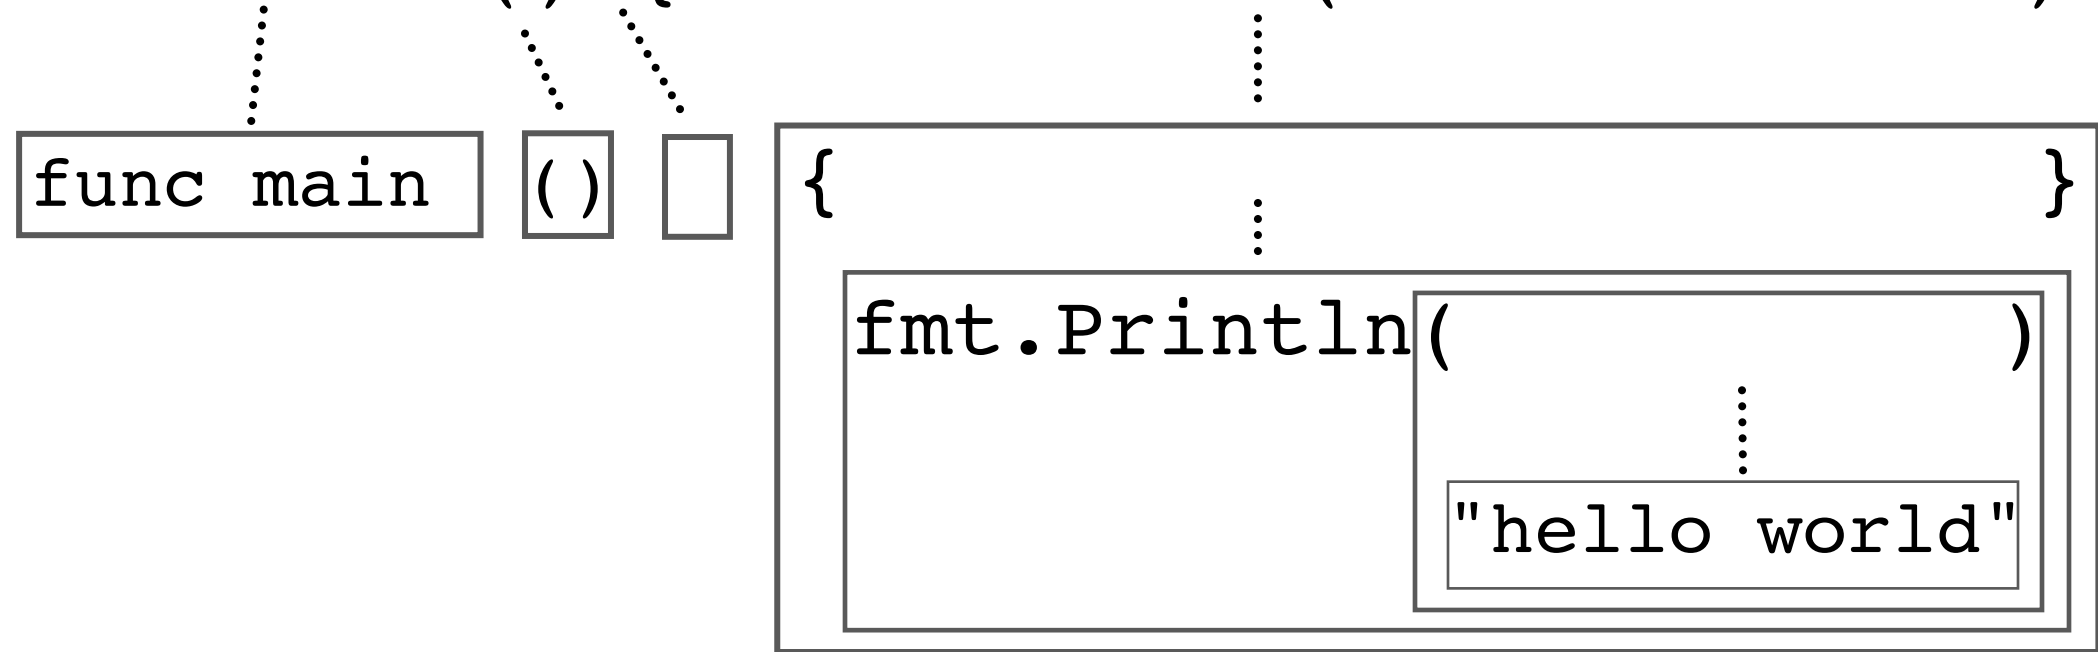 func main () { }
fmt.Println( )
"hello world"